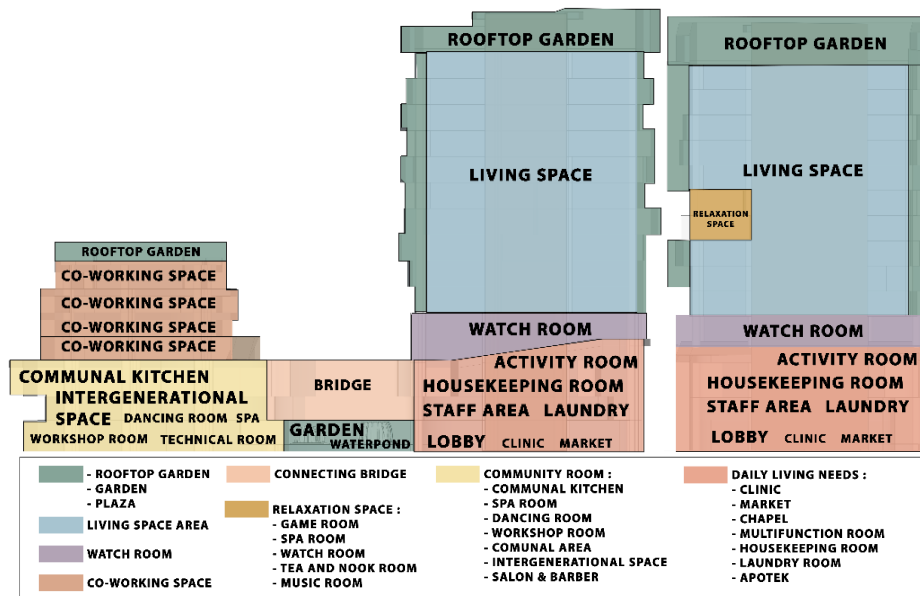 ROOFTOP GARDEN
ROOFTOP GARDEN
LIVING SPACE
LIVING SPACE
RELAXATION
SPACE
ROOFTOP GARDEN
CO-WORKING SPACE
CO-WORKING SPACE
CO-WORKING SPACE
CO-WORKING SPACE
WATCH ROOM
WATCH ROOM
COMMUNAL KITCHEN
INTERGENERATIONAL
SPACE DANCING ROOM SPA
WORKSHOP ROOM TECHNICAL ROOM
BRIDGE
GARDEN
WATERPOND
ACTIVITY ROOM
HOUSEKEEPING ROOM
STAFF AREA LAUNDRY
LOBBY CLINIC MARKET
ACTIVITY ROOM
HOUSEKEEPING ROOM
STAFF AREA LAUNDRY
LOBBY CLINIC MARKET
- ROOFTOP GARDEN
- GARDEN
- PLAZA
LIVING SPACE AREA
WATCH ROOM
CO-WORKING SPACE
CONNECTING BRIDGE
RELAXATION SPACE :
- GAME ROOM
- SPA ROOM
- WATCH ROOM
- TEA AND NOOK ROOM
- MUSIC ROOM
COMMUNITY ROOM :
- COMMUNAL KITCHEN
- SPA ROOM
- DANCING ROOM
- WORKSHOP ROOM
- COMUNAL AREA
- INTERGENERATIONAL SPACE
- SALON & BARBER
DAILY LIVING NEEDS :
- CLINIC
- MARKET
- CHAPEL
- MULTIFUNCTION ROOM
- HOUSEKEEPING ROOM
- LAUNDRY ROOM
- APOTEK